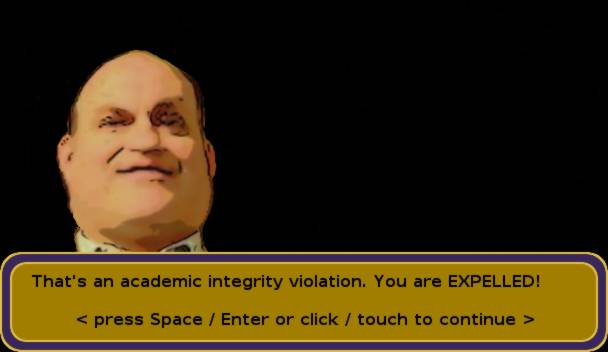 That's an academic integrity violation. You are EXPELLED!
< press Space / Enter or click / touch to continue >